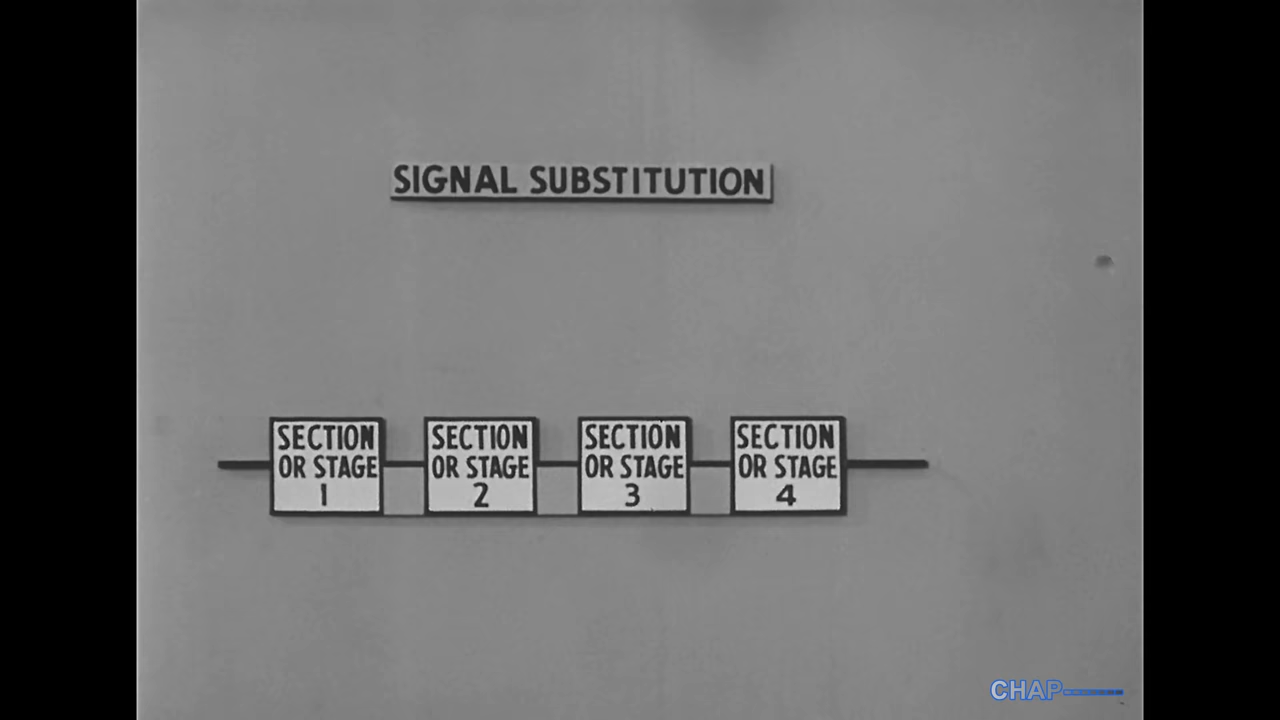 SIGNAL SUBSTITUTION
SECTION
OR STAGE
1
SECTION
OR STAGE
2
SECTION
OR STAGE
3
SECTION
OR STAGE
4
CHAP